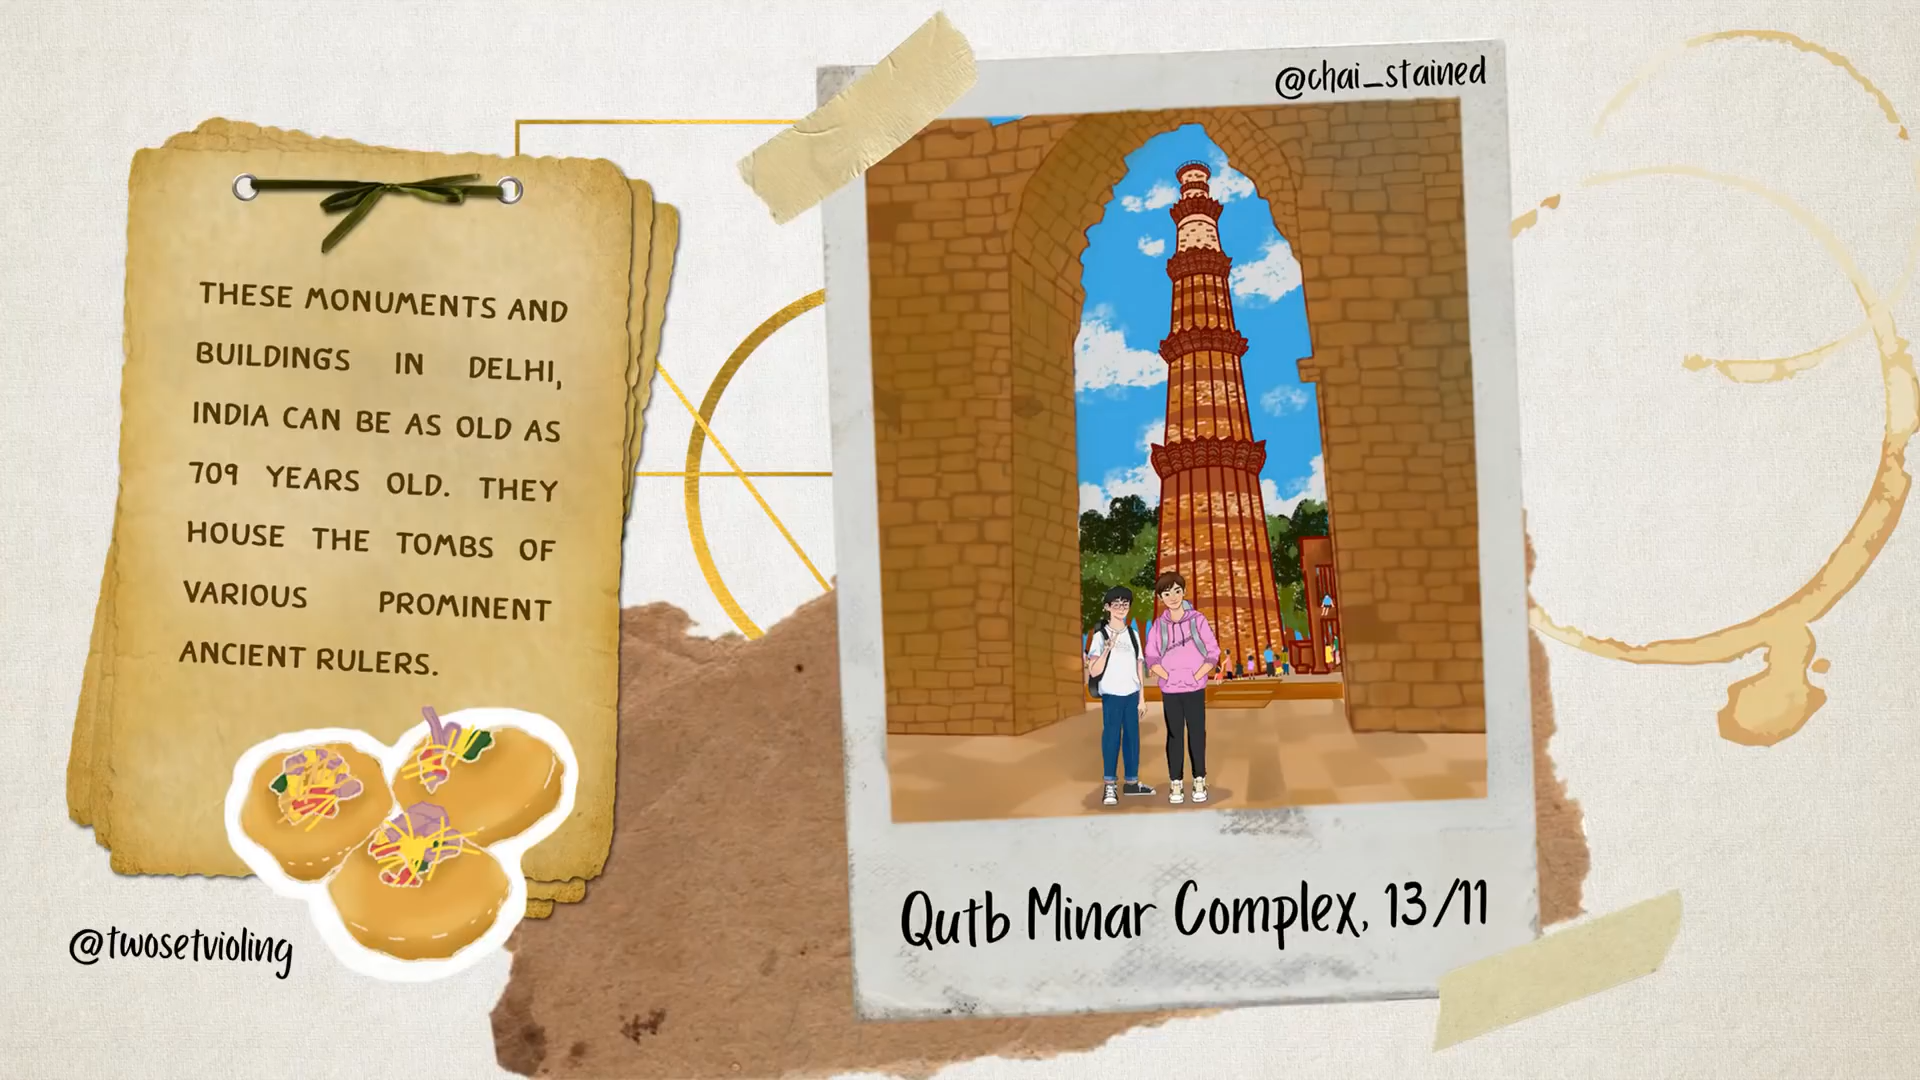 THESE MONUMENTS AND
BUILDINGS IN DELHI,
INDIA CAN BE AS OLD AS
709 YEARS OLD. THEY
HOUSE THE TOMBS OF
VARIOUS PROMINENT
ANCIENT RULERS.
@twosetvioling
@chai_stained
Qutb Minar Complex, 13/11